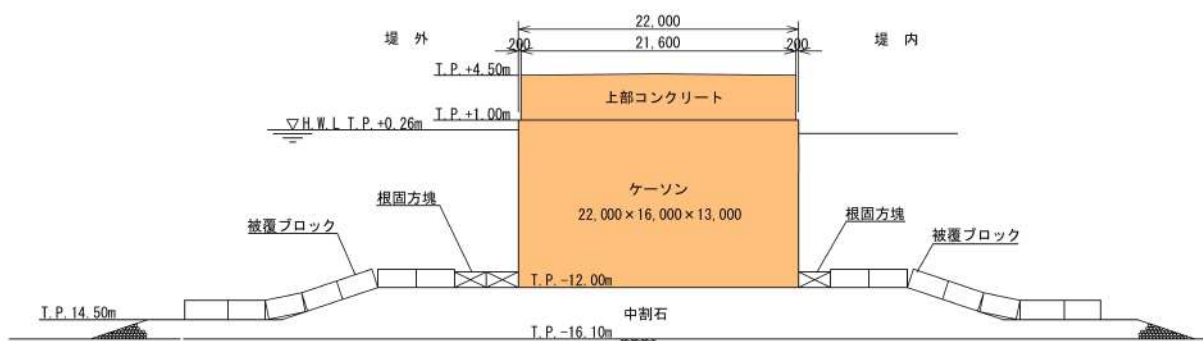 22,000
堤 外
200
21,600
200
堤 内
T.P.+4.50m
上部コンクリート
T.P.+1.00m
▽H.W.L T.P.+0.26m
ケーソン
22,000×16,000×13,000
根固方塊
根固方塊
被覆ブロック
被覆ブロック
T.P.-12.00m
T.P.14.50m
中割石
T.P.-16.10m